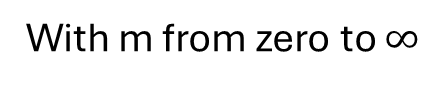 With m from zero to ∞